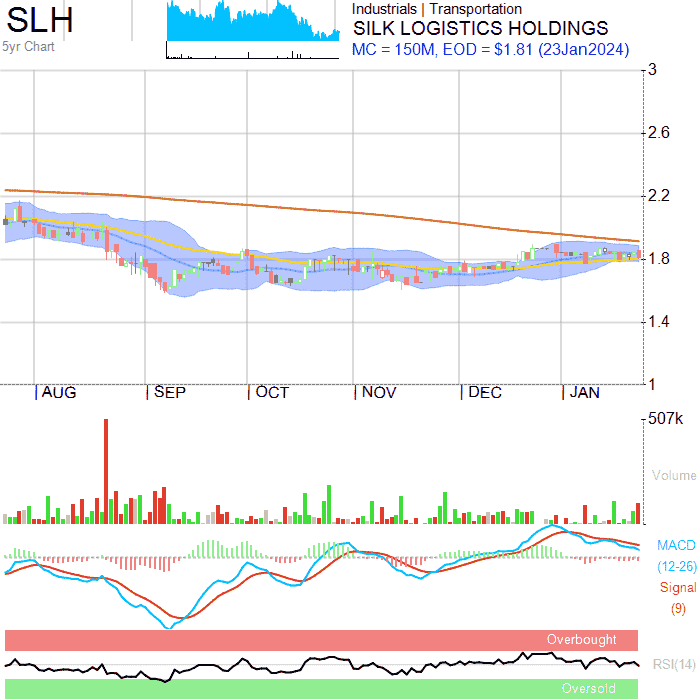 SLH
5yr Chart
Industrials | Transportation
SILK LOGISTICS HOLDINGS
MC = 150M, EOD = $1.81 (23Jan2024)
3
2.6
2.2
1.8
1.4
1
AUG SEP OCT NOV DEC JAN
507k
Volume
MACD
(12-26)
Signal
(9)
Overbought
RSI(14)
Oversold